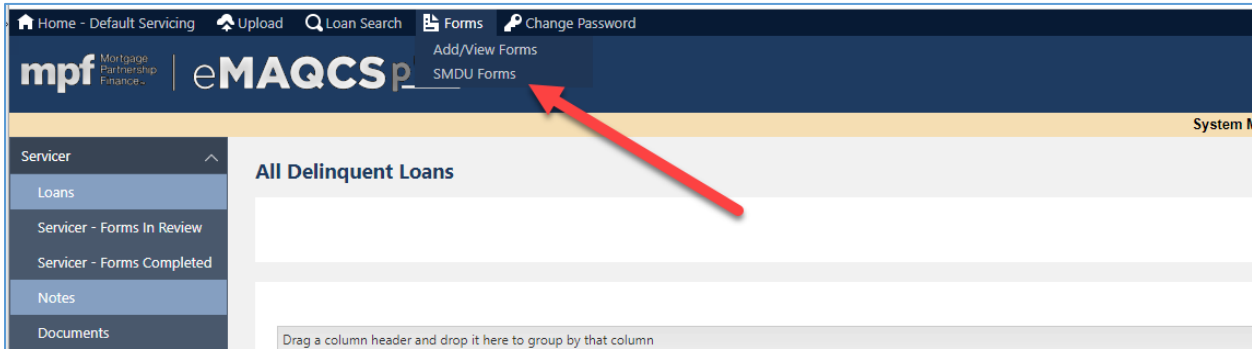 Home - Default Servicing Upload Loan Search Forms Change Password
Add/View Forms
SMDU Forms
mpf Mortgage Partnership Finance
eMAQCS
System
Servicer
Loans
Servicer - Forms In Review
Servicer - Forms Completed
Notes
Documents
All Delinquent Loans
Drag a column header and drop it here to group by that column